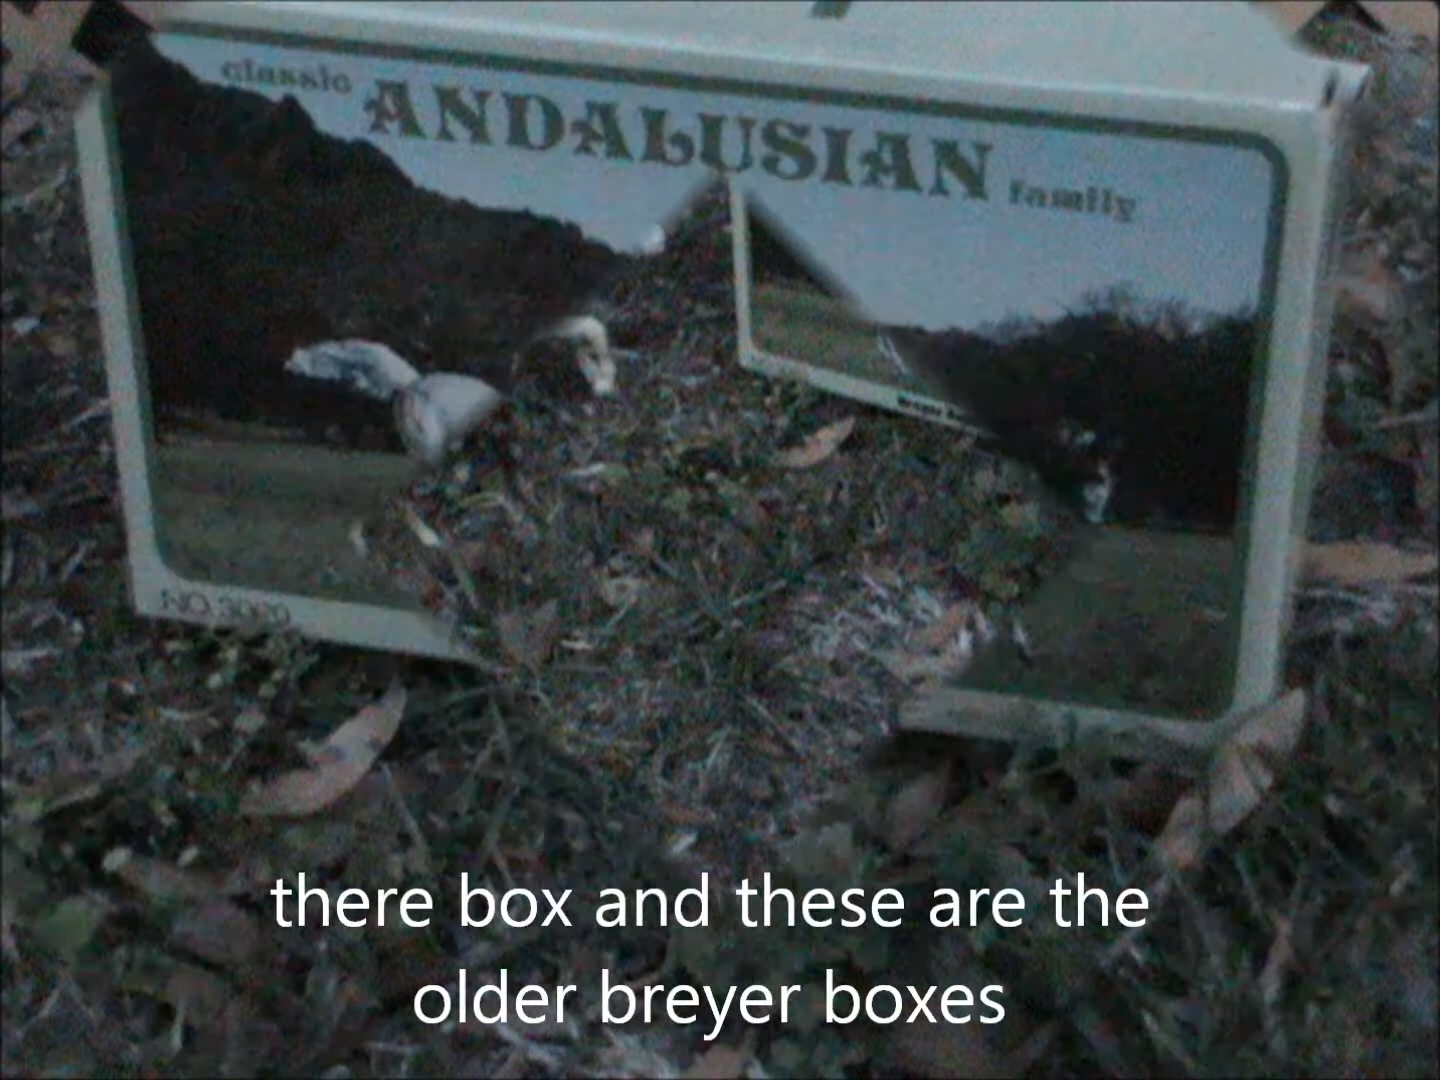 classic ANDALUSIAN family
NO. 3060
there box and these are the
older breyer boxes